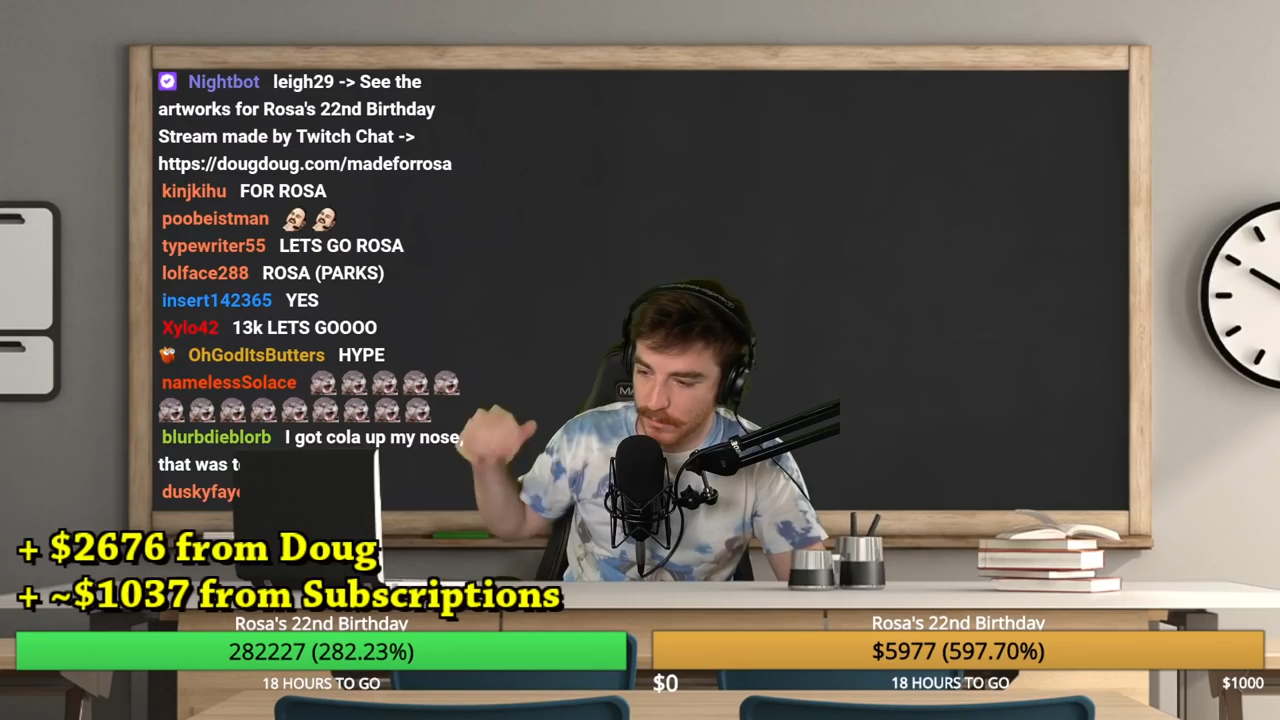 Nightbot leigh29 -> See the
artworks for Rosa's 22nd Birthday
Stream made by Twitch Chat ->
https://dougdoug.com/madeforrosa
kinjkihu FOR ROSA
poobeistman
typewriter55 LETS GO ROSA
lolface288 ROSA (PARKS)
insert142365 YES
Xylo42 13k LETS GOOOO
OhGodItsButters HYPE
namelessSolace
blurbdieblorb I got cola up my nose,
that was
+ $2676 from Doug
+ ~$1037 from Subscriptions
Rosa's 22nd Birthday
282227 (282.23%)
18 HOURS TO GO
Rosa's 22nd Birthday
$5977 (597.70%)
$0
18 HOURS TO GO
$1000